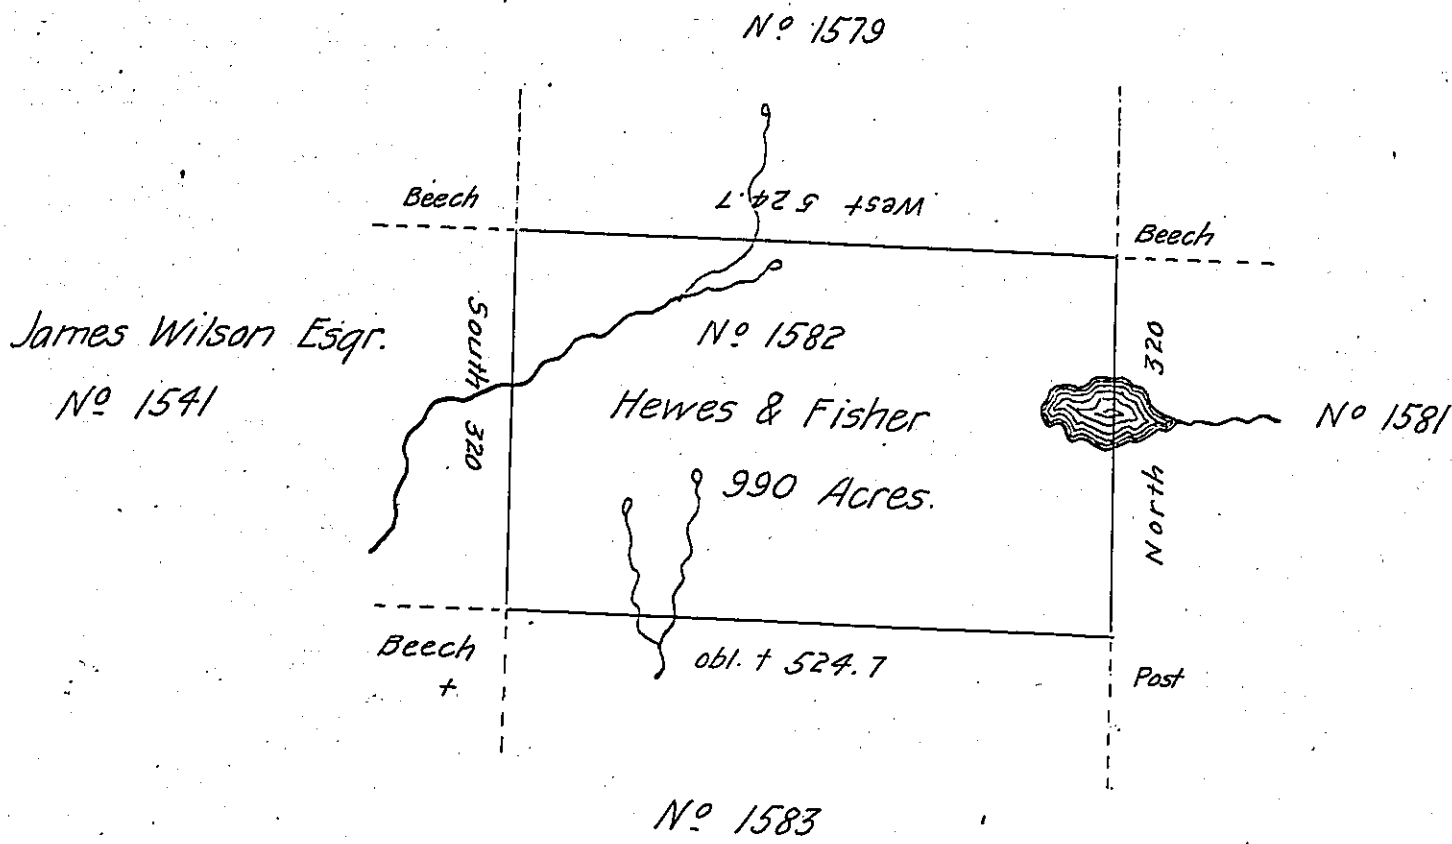 Nº 1579
Beech
West 524.7
Beech
James Wilson Esqr.
Nº 1541
South 320
Nº 1582
Hewes & Fisher
990 Acres.
North 320
Nº 1581
Beech
+
obl. + 524.7
Post
Nº 1583